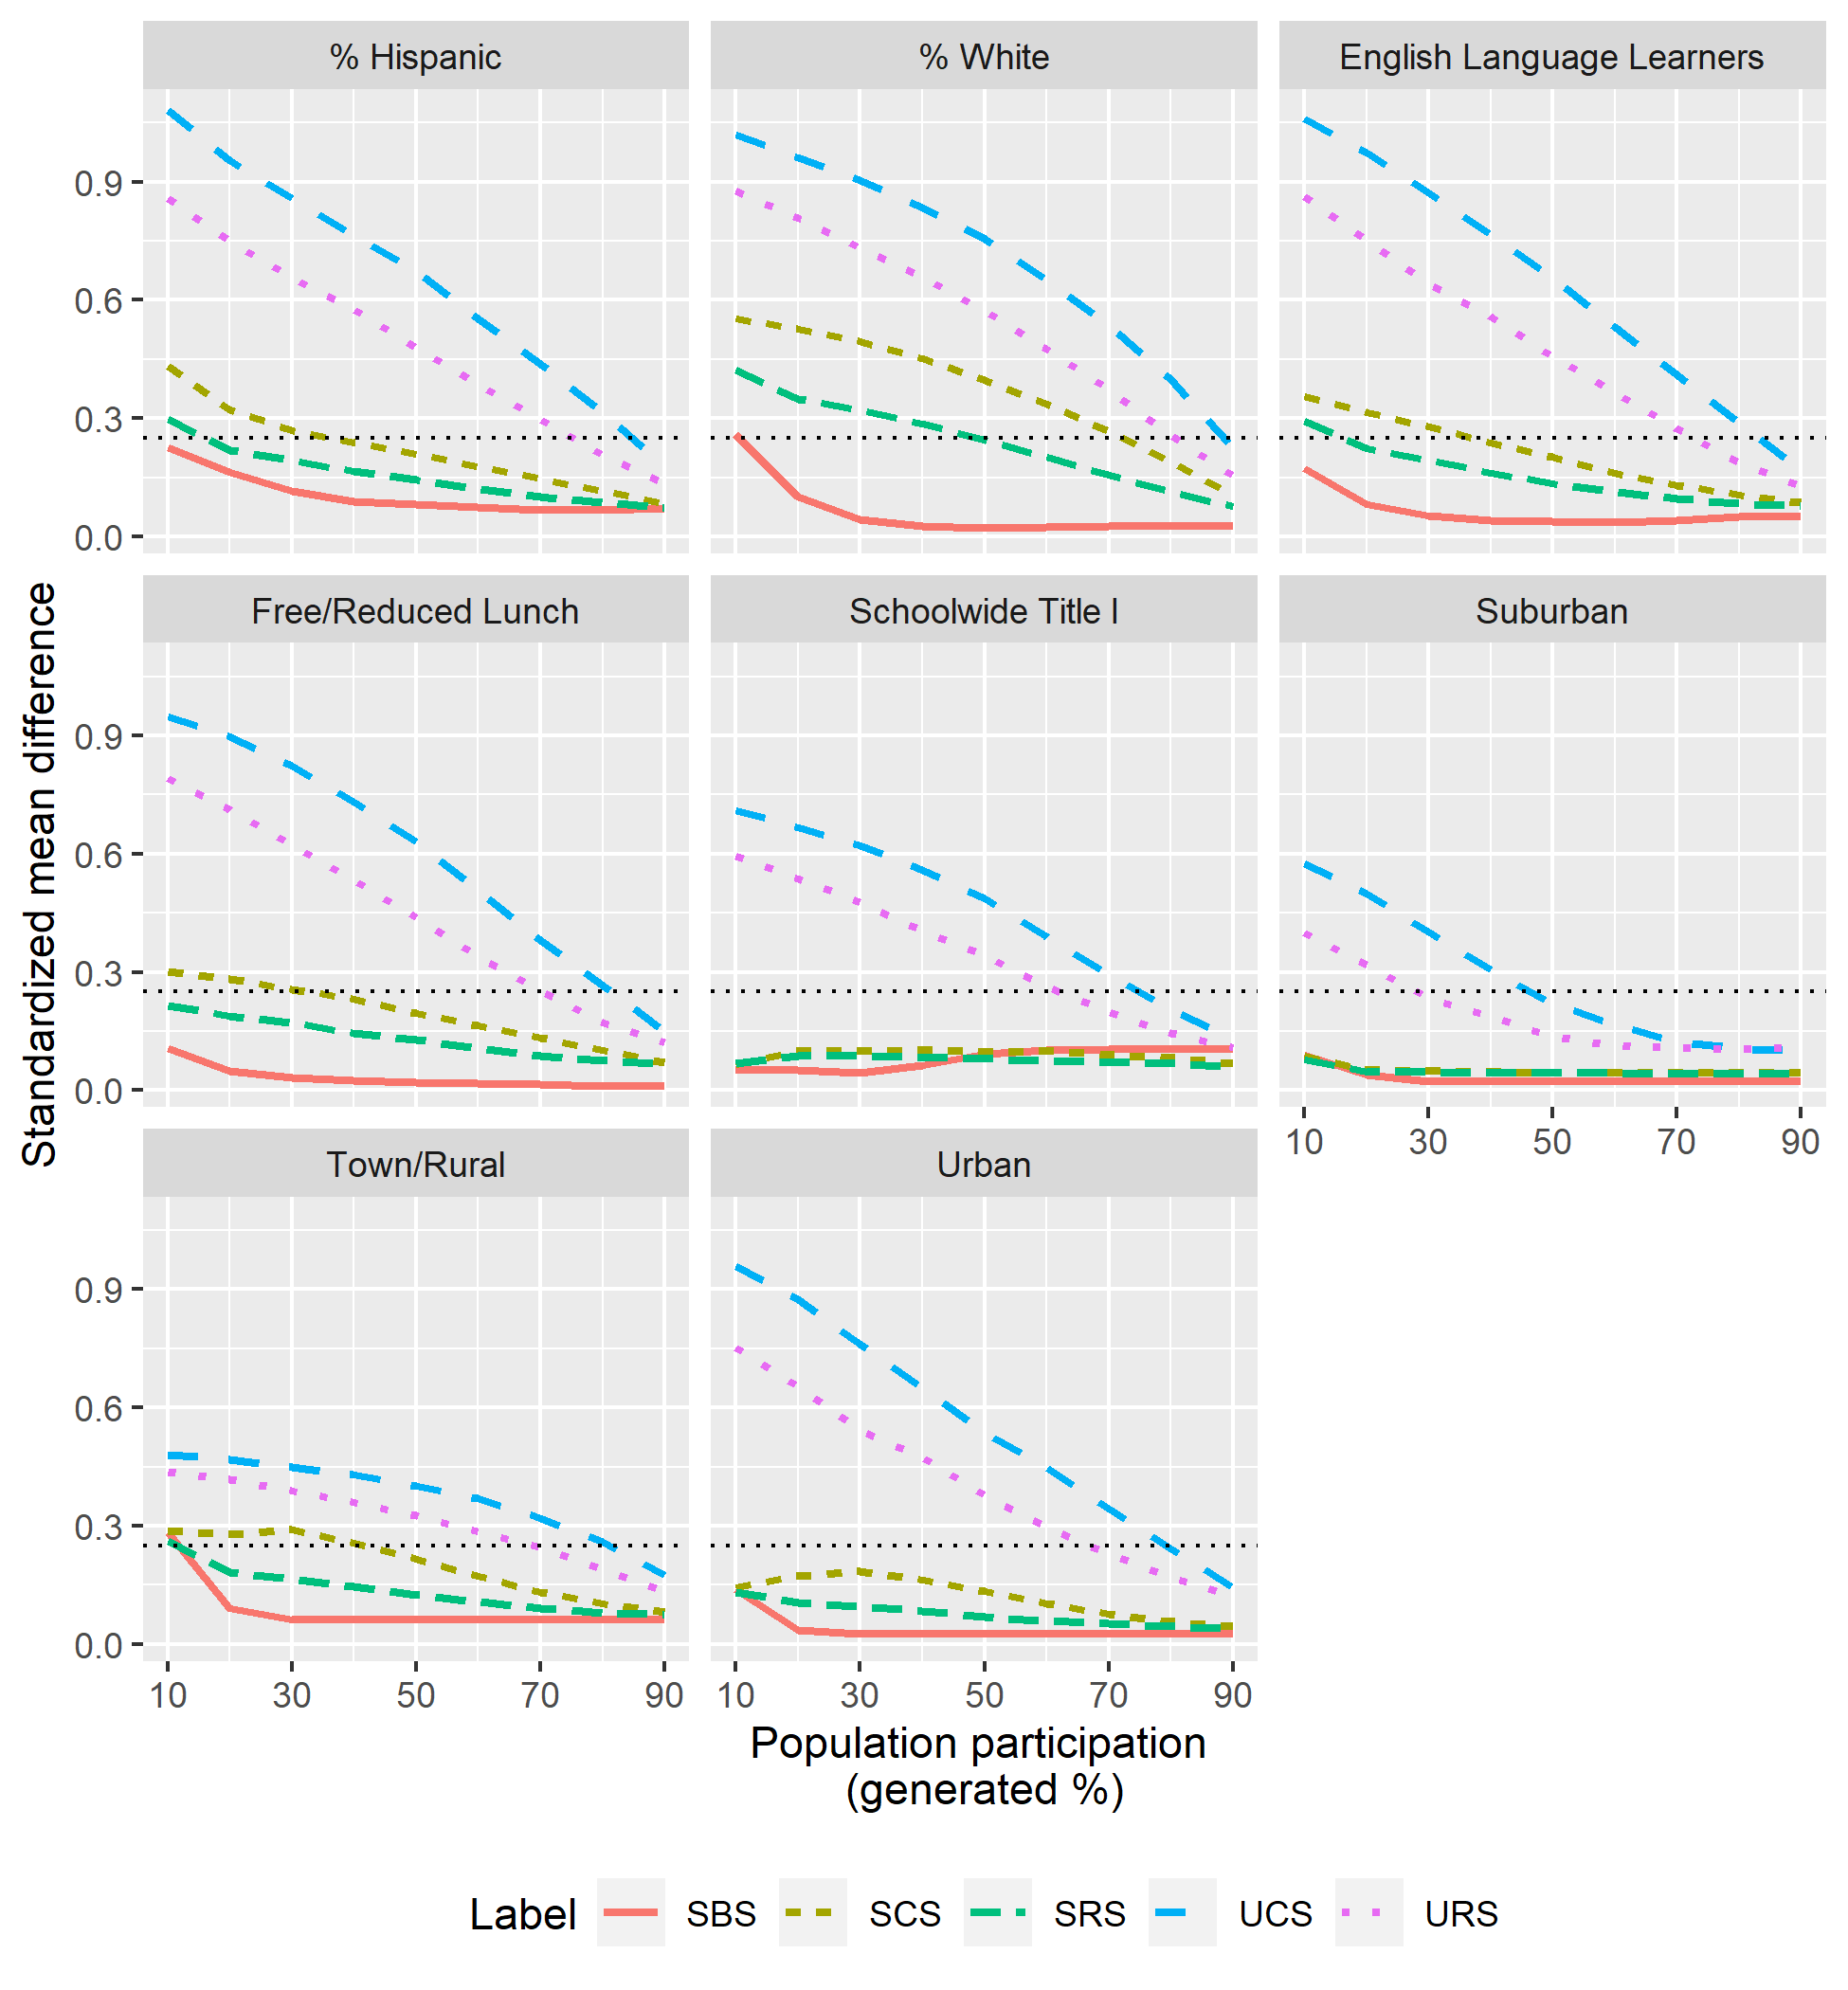 % Hispanic
% White
English Language Learners
0.9
0.6
0.3
0.0
Free/Reduced Lunch
Schoolwide Title I
Suburban
0.9
0.6
0.3
0.0
10 30 50 70 90
Standardized mean difference
Town/Rural
Urban
0.9
0.6
0.3
0.0
10 30 50 70 90
10 30 50 70 90
Population participation
(generated %)
Label SBS SCS SRS UCS URS